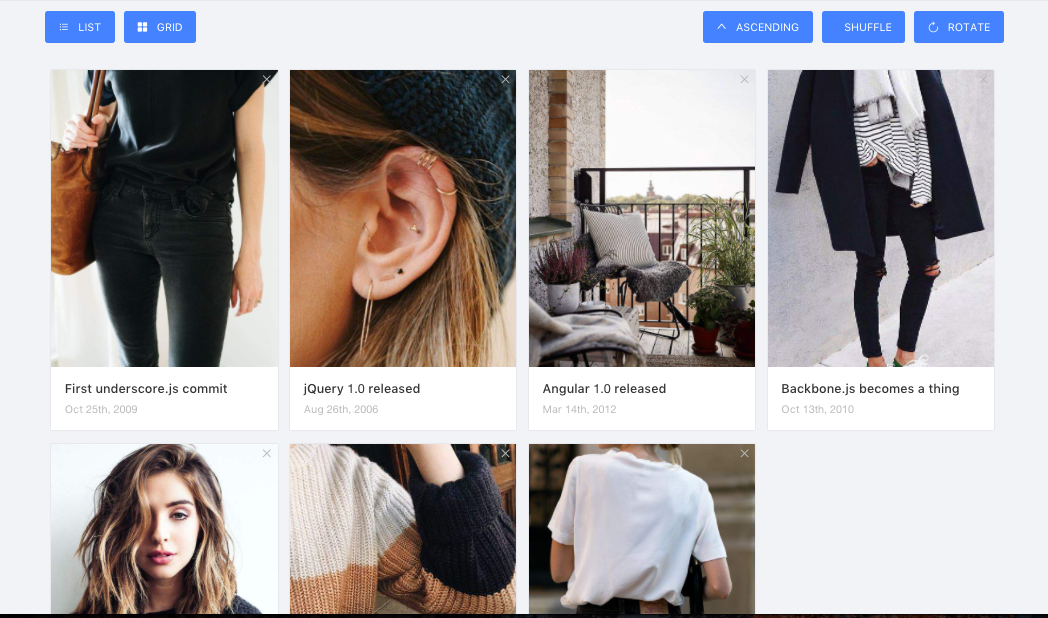 LIST
GRID
ASCENDING
SHUFFLE
ROTATE
First underscore.js commit
Oct 25th, 2009
jQuery 1.0 released
Aug 26th, 2006
Angular 1.0 released
Mar 14th, 2012
Backbone.js becomes a thing
Oct 13th, 2010